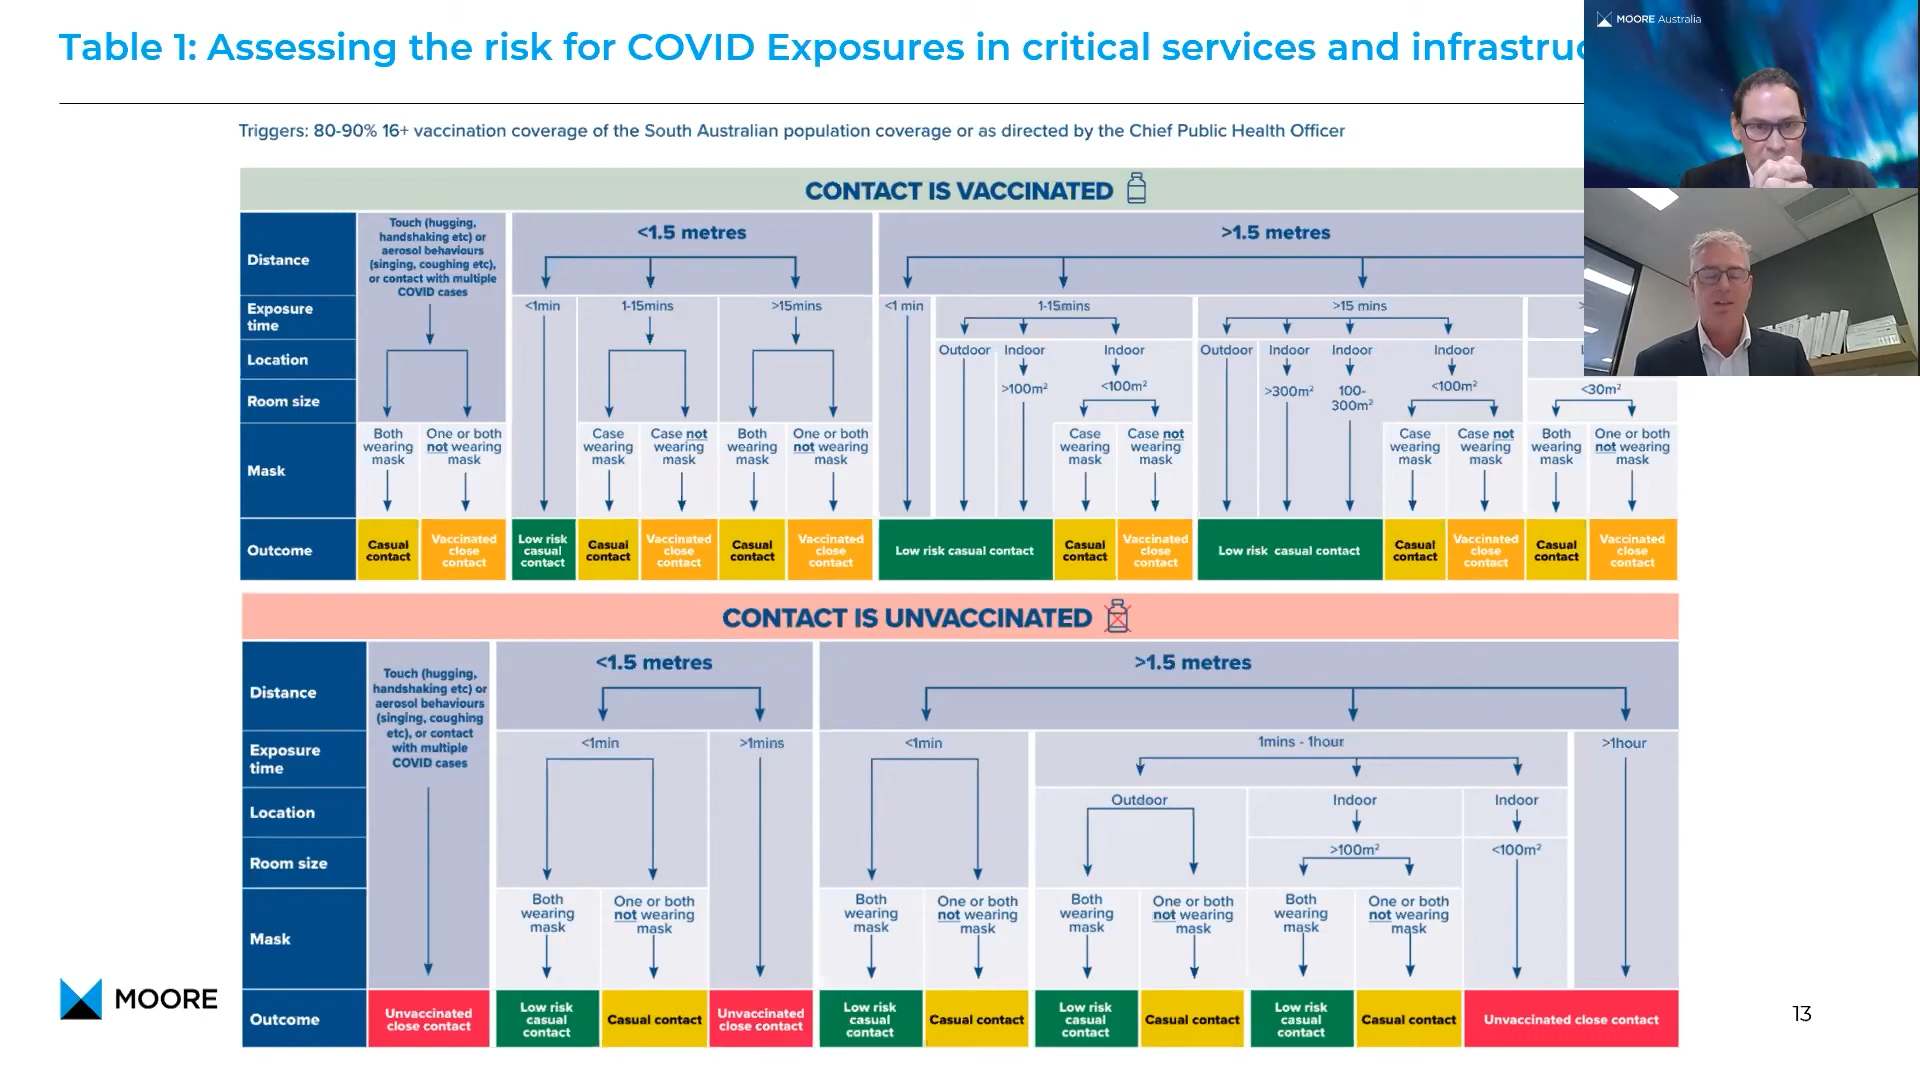 Table 1: Assessing the risk for COVID Exposures in critical services and
MOORE Australia
Triggers: 80-90% 16+ vaccination coverage of the South Australian population coverage or as directed by the Chief Public Health Officer
CONTACT IS VACCINATED
Distance
Touch (hugging,
handshaking etc) or
aerosol behaviours
(singing, coughing etc),
or contact with multiple
COVID cases
<1.5 metres
>1.5 metres
Exposure
time
<1min
1-15mins
>15mins
<1 min
1-15mins
>15 mins
Location
Outdoor
Indoor
Indoor
Outdoor
Indoor
Indoor
Indoor
Room size
>100m²
<100m²
>300m²
100-
300m²
<100m²
<30m²
Mask
Both
wearing
mask
One or both
not wearing
mask
Case
wearing
mask
Case not
wearing
mask
Both
wearing
mask
One or both
not wearing
mask
Case
wearing
mask
Case not
wearing
mask
Case
wearing
mask
Case not
wearing
mask
Both
wearing
mask
One or both
not wearing
mask
Outcome
Casual
contact
Vaccinated
close
contact
Low risk
casual
contact
Casual
contact
Vaccinated
close
contact
Casual
contact
Vaccinated
close
contact
Low risk casual contact
Casual
contact
Vaccinated
close
contact
Low risk casual contact
Casual
contact
Vaccinated
close
contact
Casual
contact
Vaccinated
close
contact
CONTACT IS UNVACCINATED
Distance
Touch (hugging,
handshaking etc) or
aerosol behaviours
(singing, coughing
etc), or contact
with multiple
COVID cases
<1.5 metres
>1.5 metres
Exposure
time
<1min
>1mins
<1min
1mins - 1hour
>1hour
Location
Outdoor
Indoor
Indoor
Room size
>100m²
<100m²
Mask
Both
wearing
mask
One or both
not wearing
mask
Both
wearing
mask
One or both
not wearing
mask
Both
wearing
mask
One or both
not wearing
mask
Both
wearing
mask
One or both
not wearing
mask
Outcome
Unvaccinated
close contact
Low risk
casual
contact
Casual contact
Unvaccinated
close contact
Low risk
casual
contact
Casual contact
Low risk
casual
contact
Casual contact
Low risk
casual
contact
Casual contact
Unvaccinated close contact
MOORE
13